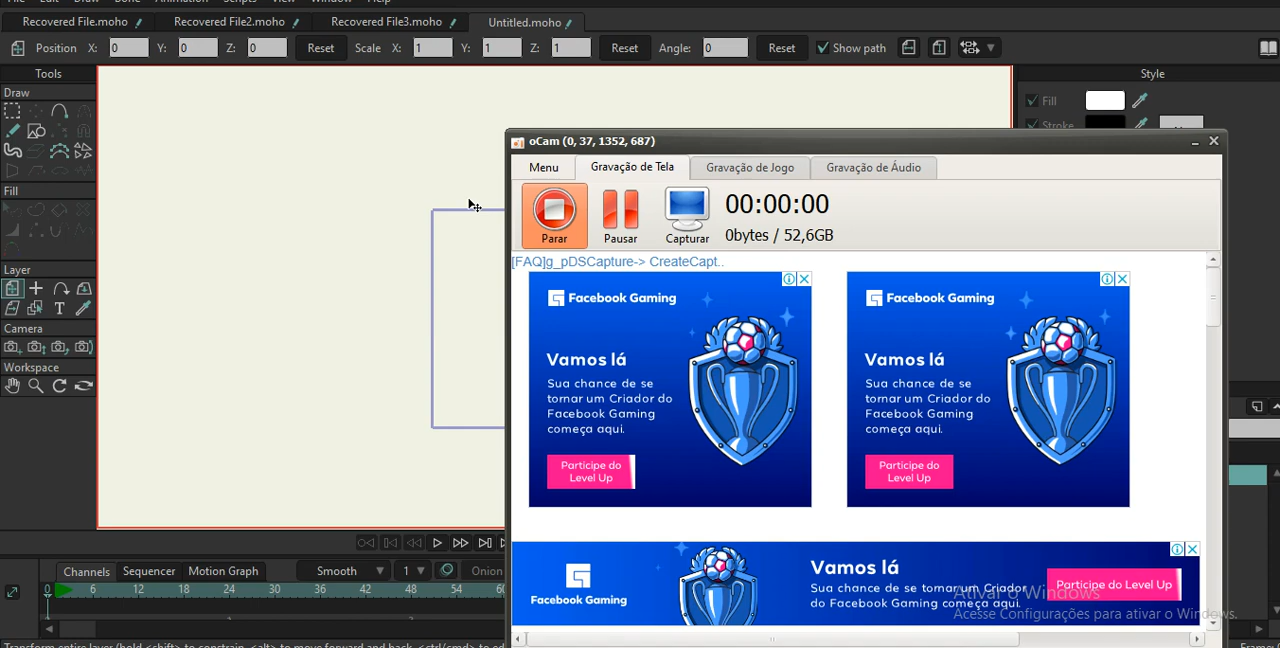 Recovered File.moho Recovered File2.moho Recovered File3.moho Untitled.moho
Position X: 0 Y: 0 Z: 0 Reset Scale X: 1 Y: 1 Z: 1 Reset Angle: 0 Reset Show path
Tools
Draw
Fill
Layer
Camera
Workspace
Style
Fill
Stroke
oCam (0, 37, 1352, 687)
Menu Gravação de Tela Gravação de Jogo Gravação de Áudio
Parar Pausar Capturar
00:00:00
0bytes / 52,6GB
[FAQ]g_pDSCapture-> CreateCapt..
Facebook Gaming
Vamos lá
Sua chance de se
tornar um Criador do
Facebook Gaming
começa aqui.
Participe do
Level Up
Facebook Gaming
Vamos lá
Sua chance de se
tornar um Criador do
Facebook Gaming
começa aqui.
Participe do
Level Up
Facebook Gaming
Vamos lá
Sua chance de se tornar um Criador
do Facebook Gaming começa aqui.
Participe do Level Up
Ativar o Windows
Acesse Configurações para ativar o Windows.
Channels Sequencer Motion Graph Smooth 1 Onion
0 6 12 18 24 30 36 42 48 54